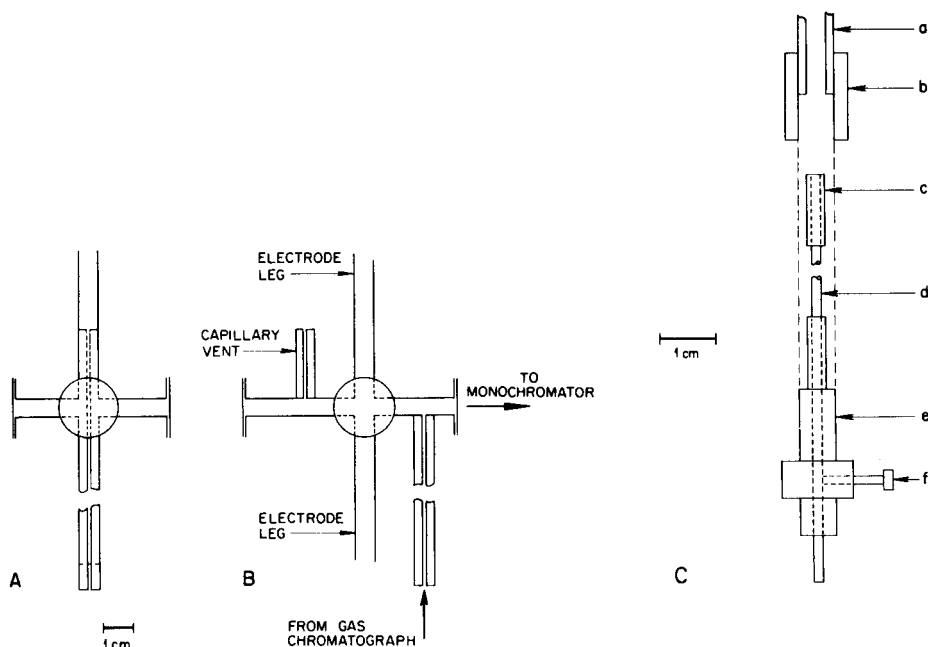 A
1 cm
B
ELECTRODE
LEG
CAPILLARY
VENT
TO
MONOCHROMATOR
ELECTRODE
LEG
FROM GAS
CHROMATOGRAPH
C
1 cm
a
b
c
d
e
f